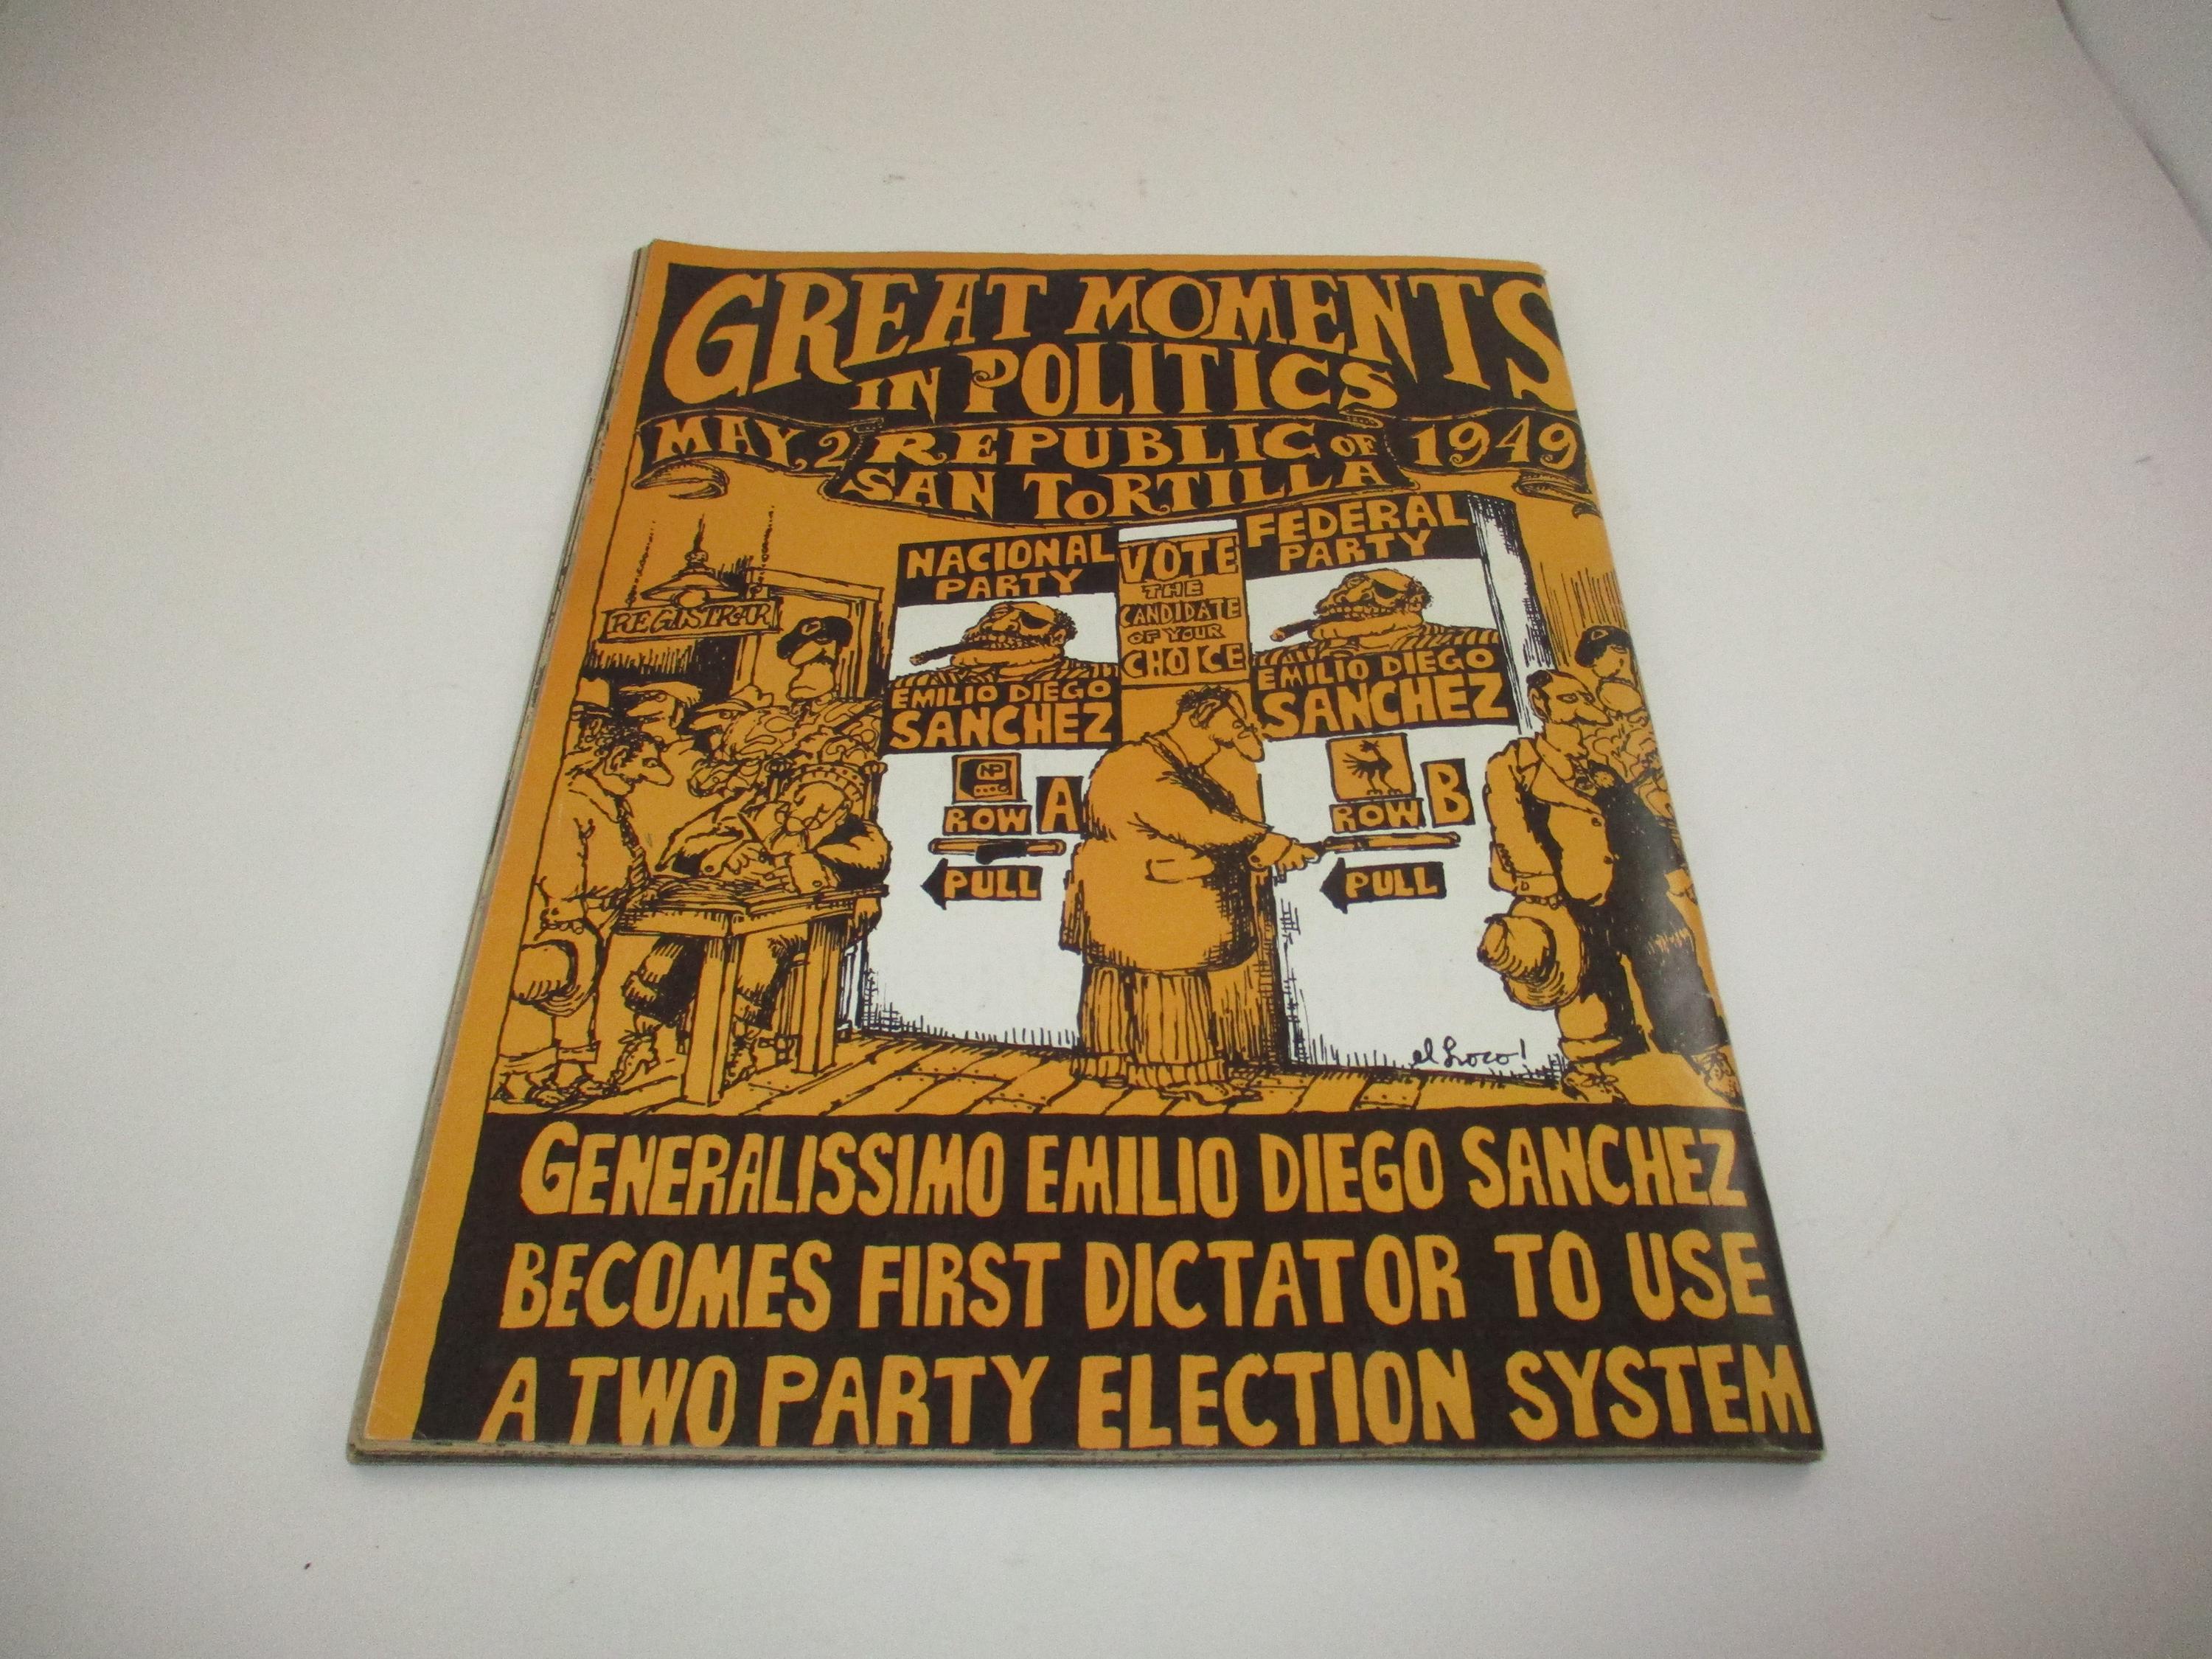 GREAT MOMENTS
IN POLITICS
MAY, 2 REPUBLIC OF 1949
SAN TORTILLA
REGISTRAR
NACIONAL
PARTY
EMILIO DIEGO
SANCHEZ
NP
ROW A
PULL
VOTE
THE
CANDIDATE
OF YOUR
CHOICE
FEDERAL
PARTY
EMILIO DIEGO
SANCHEZ
ROW B
PULL
el Loco!
GENERALISSIMO EMILIO DIEGO SANCHEZ
BECOMES FIRST DICTATOR TO USE
A TWO PARTY ELECTION SYSTEM